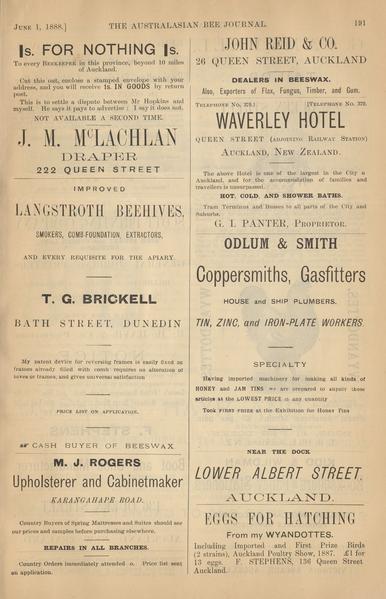 JUNE 1, 1888.]
THE AUSTRALASIAN BEE JOURNAL.
191
1s. FOR NOTHING 1s.
To every BEEKEEPER in this province, beyond 10 miles
of Auckland.
Cut this out, enclose a stamped envelope with your
address, and you will receive 1s. IN GOODS by return
post.
This is to settle a dispute between Mr Hopkins and
myself. He says it pays to advertise: I say it does not.
NOT AVAILABLE A SECOND TIME.
J. M. McLACHLAN
DRAPER
222 QUEEN STREET
IMPROVED
LANGSTROTH BEEHIVES,
SMOKERS, COMB-FOUNDATION, EXTRACTORS,
AND EVERY REQUISITE FOR THE APIARY.
T. G. BRICKELL
BATH STREET, DUNEDIN
My patent device for reversing frames is easily fixed on
frames already filled with comb requires no alteration of
boxes or frames, and gives universal satisfaction
PRICE LIST ON APPLICATION.
CASH BUYER OF BEESWAX
M. J. ROGERS
Upholsterer and Cabinetmaker
KARANGAHAPE ROAD.
Country Buyers of Spring Mattresses and Suites should see
our prices and samples before purchasing elsewhere.
REPAIRS IN ALL BRANCHES.
Country Orders immediately attended o. Price list sent
on application.
JOHN REID & CO.
26 QUEEN STREET, AUCKLAND
DEALERS IN BEESWAX.
Also, Exporters of Flax, Fungus, Timber, and Gum.
TELEPHONE NO. 372.] [TELEPHONE NO. 372.
WAVERLEY HOTEL
QUEEN STREET (ADJOINING RAILWAY STATION)
AUCKLAND, NEW ZEALAND.
The above Hotel is one of the largest in the City o
Auckland, and for the accommodation of families and
travellers is unsurpassed.
HOT, COLD, AND SHOWER BATHS.
Tram Terminus and Busses to all parts of the City and
Suburbs.
G. I. PANTER, PROPRIETOR.
ODLUM & SMITH
Coppersmiths, Gasfitters
HOUSE and SHIP PLUMBERS.
TIN, ZINC, and IRON-PLATE WORKERS
SPECIALTY
Having imported machinery for making all kinds of
HONEY and JAM TINS we are prepared to supply those
articles at the LOWEST PRICE in any quantity
Took FIRST PRIZE at the Exhibition for Honey Tins
NEAR THE DOCK
LOWER ALBERT STREET,
AUCKLAND.
EGGS FOR HATCHING
From my WYANDOTTES.
Including Imported and First Prize Birds
(2 strains), Auckland Poultry Show, 1887. £1 for
13 eggs. F. STEPHENS, 136 Queen Street
Auckland.